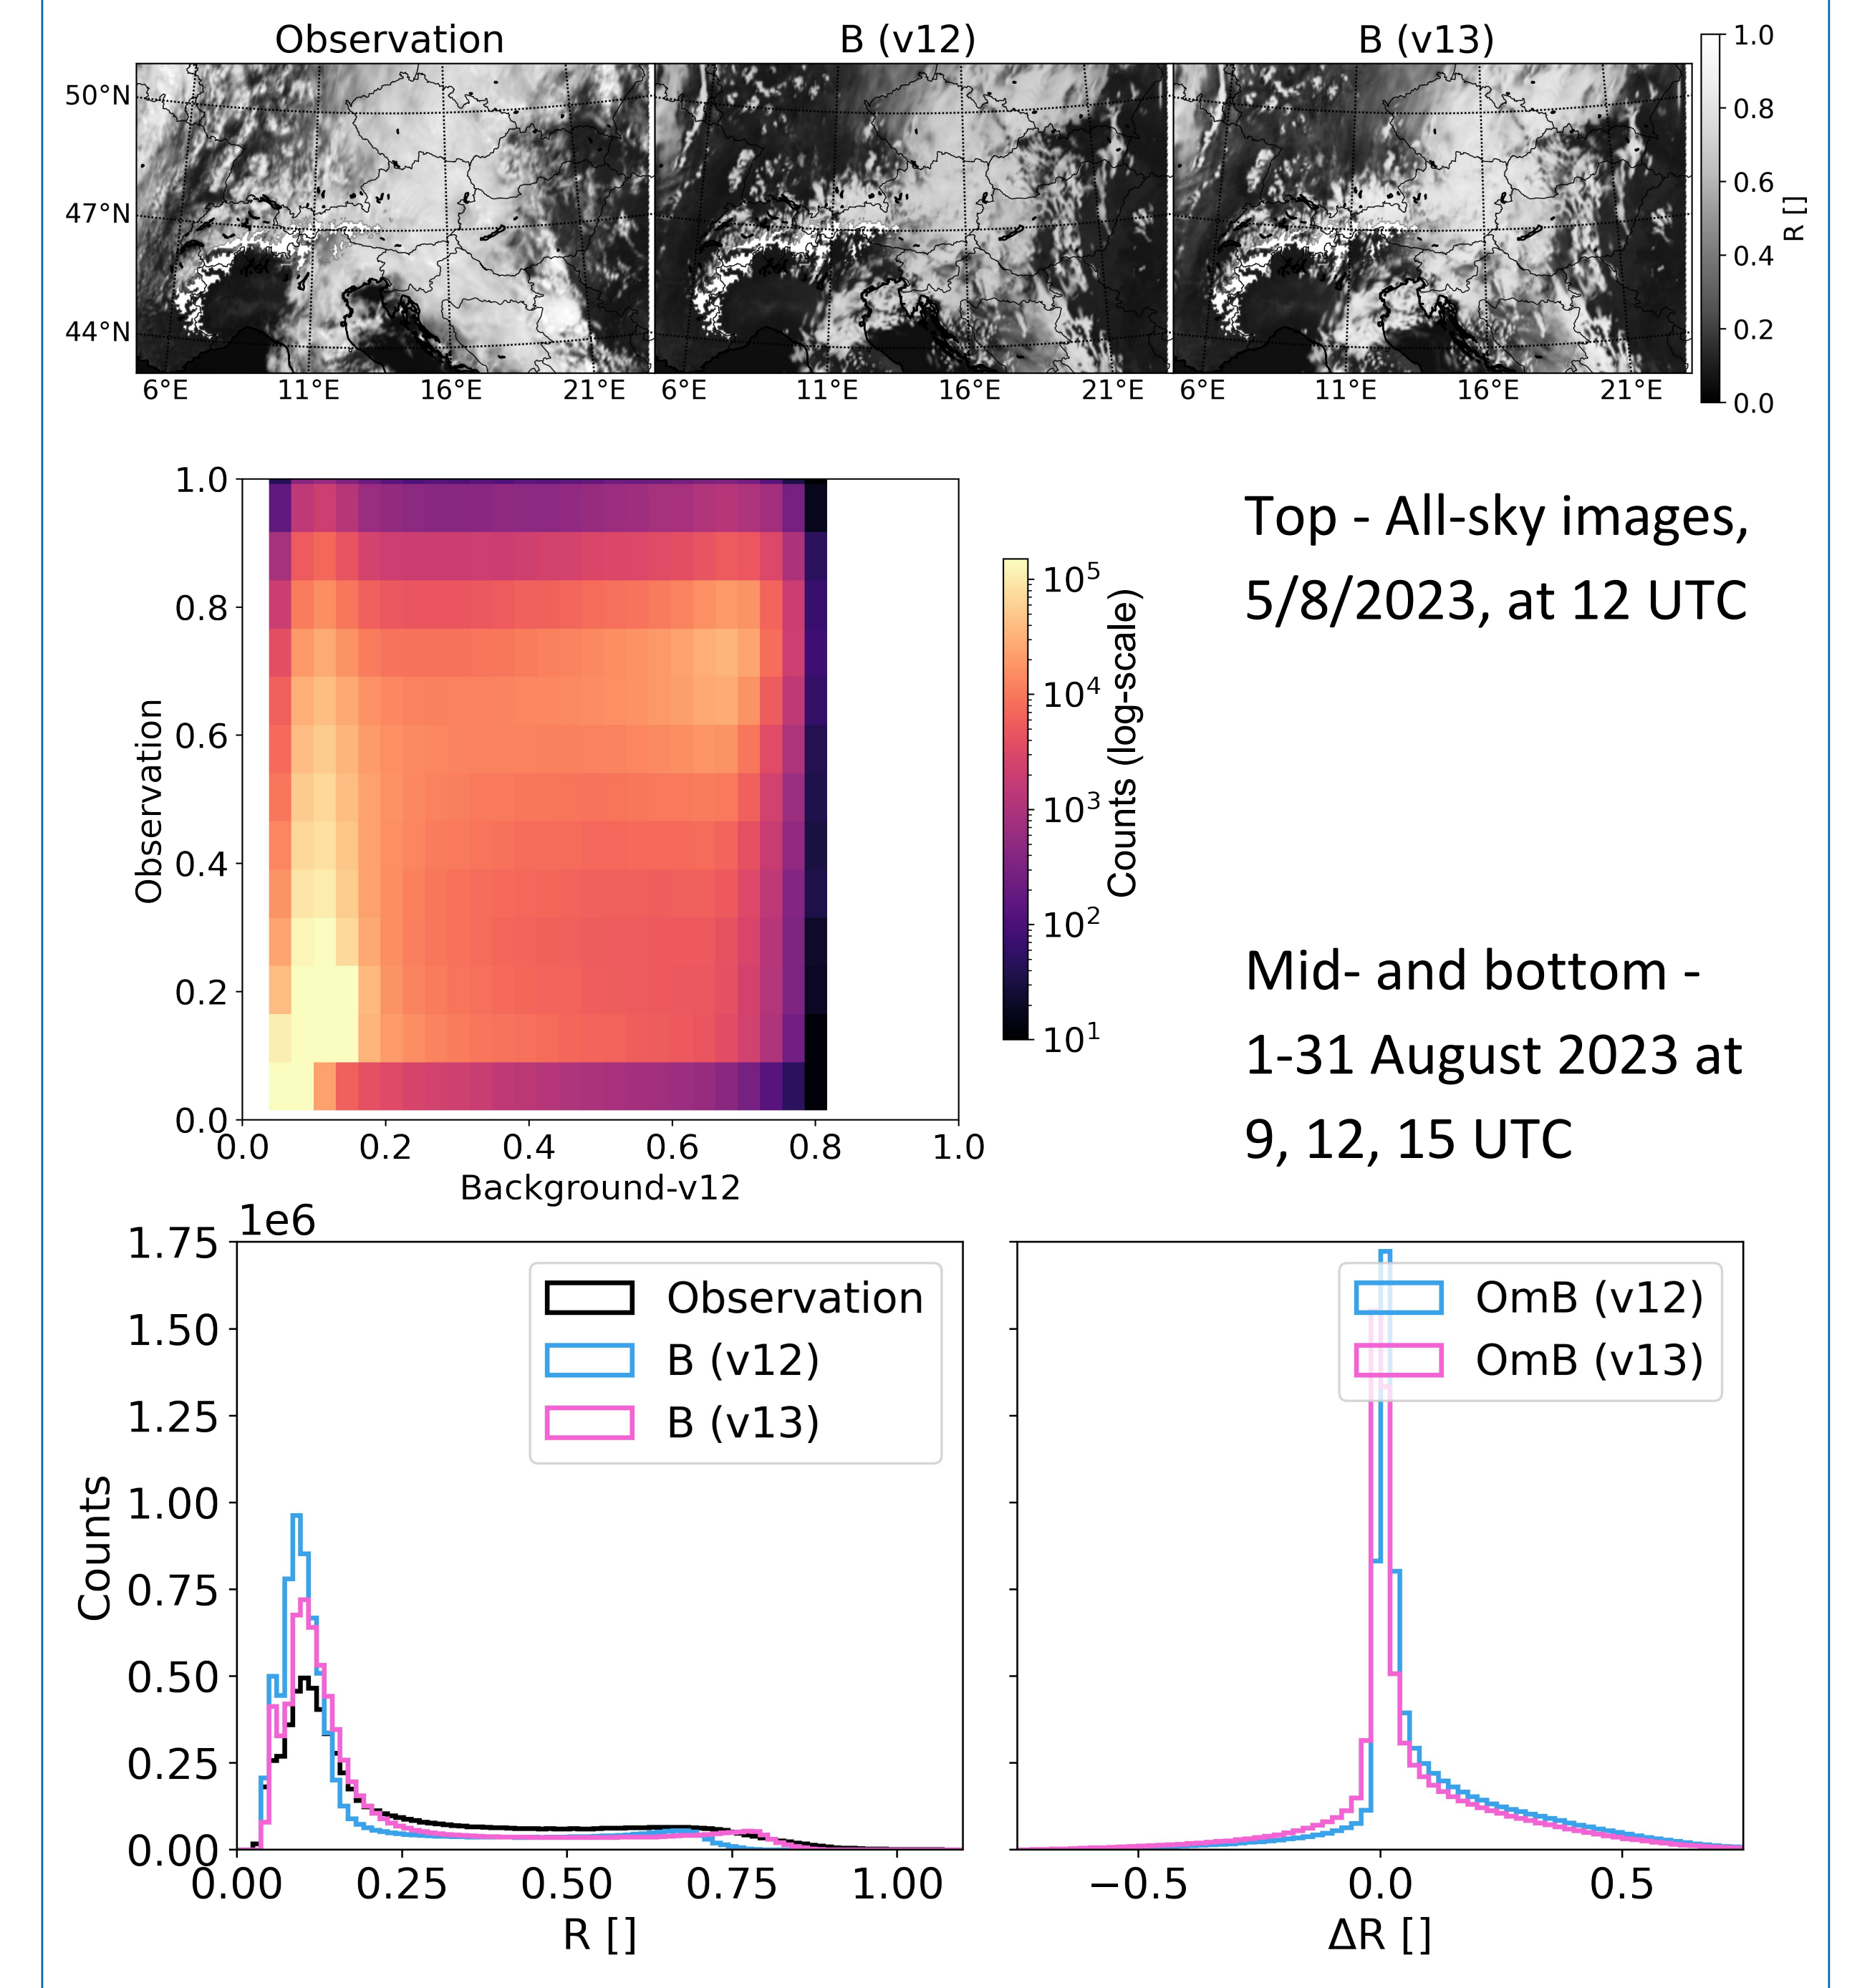 Observation
B (v12)
B (v13)
50°N
47°N
44°N
6°E
11°E
16°E
21°E
6°E
11°E
16°E
21°E
6°E
11°E
16°E
21°E
1.0
0.8
0.6
0.4
0.2
0.0
R []
1.0
0.8
0.6
0.4
0.2
0.0
Observation
0.0
0.2
0.4
0.6
0.8
1.0
Background-v12
10⁵
10⁴
10³
10²
10¹
Counts (log-scale)
Top - All-sky images,
5/8/2023, at 12 UTC
Mid- and bottom -
1-31 August 2023 at
9, 12, 15 UTC
1e6
1.75
1.50
1.25
1.00
0.75
0.50
0.25
0.00
Counts
Observation
B (v12)
B (v13)
0.00
0.25
0.50
0.75
1.00
R []
OmB (v12)
OmB (v13)
−0.5
0.0
0.5
ΔR []